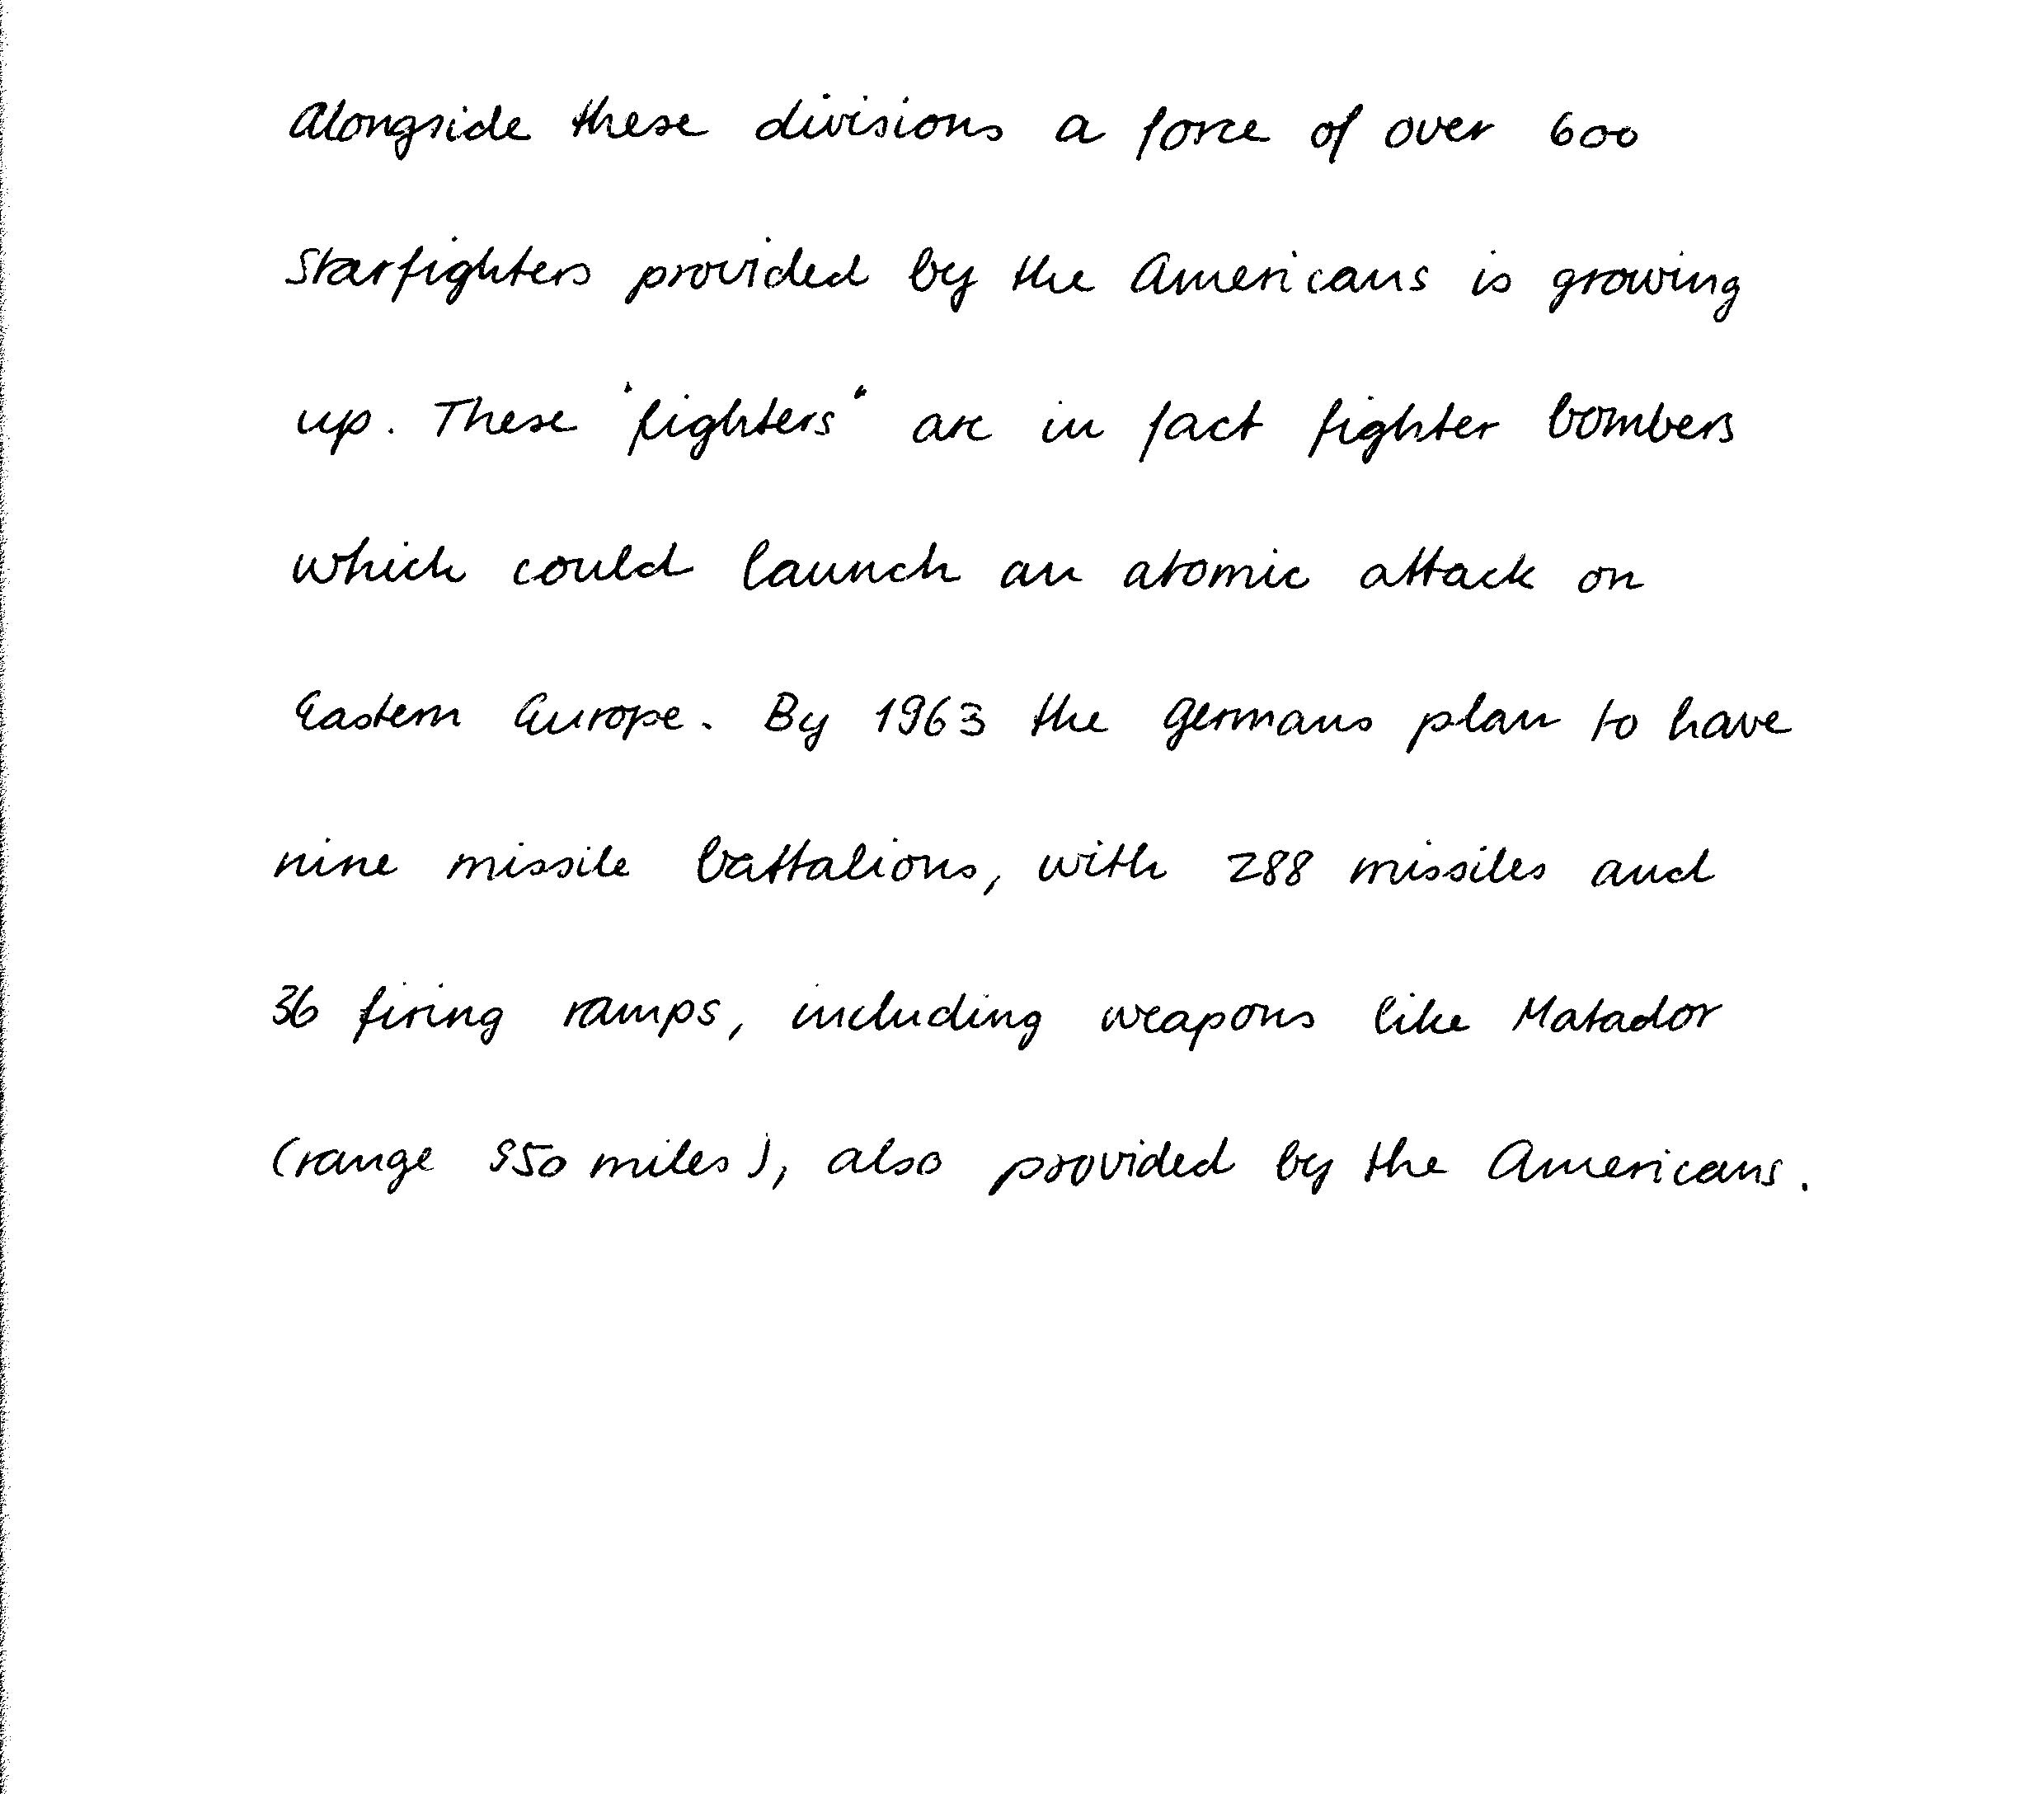 Alongside these divisions a force of over 600
Starfighters provided by the Americans is growing
up. These "fighters" are in fact fighter bombers
which could launch an atomic attack on
Eastern Europe. By 1963 the Germans plan to have
nine missile battalions, with 288 missiles and
36 firing ramps, including weapons like Matador
(range 950 miles), also provided by the Americans.